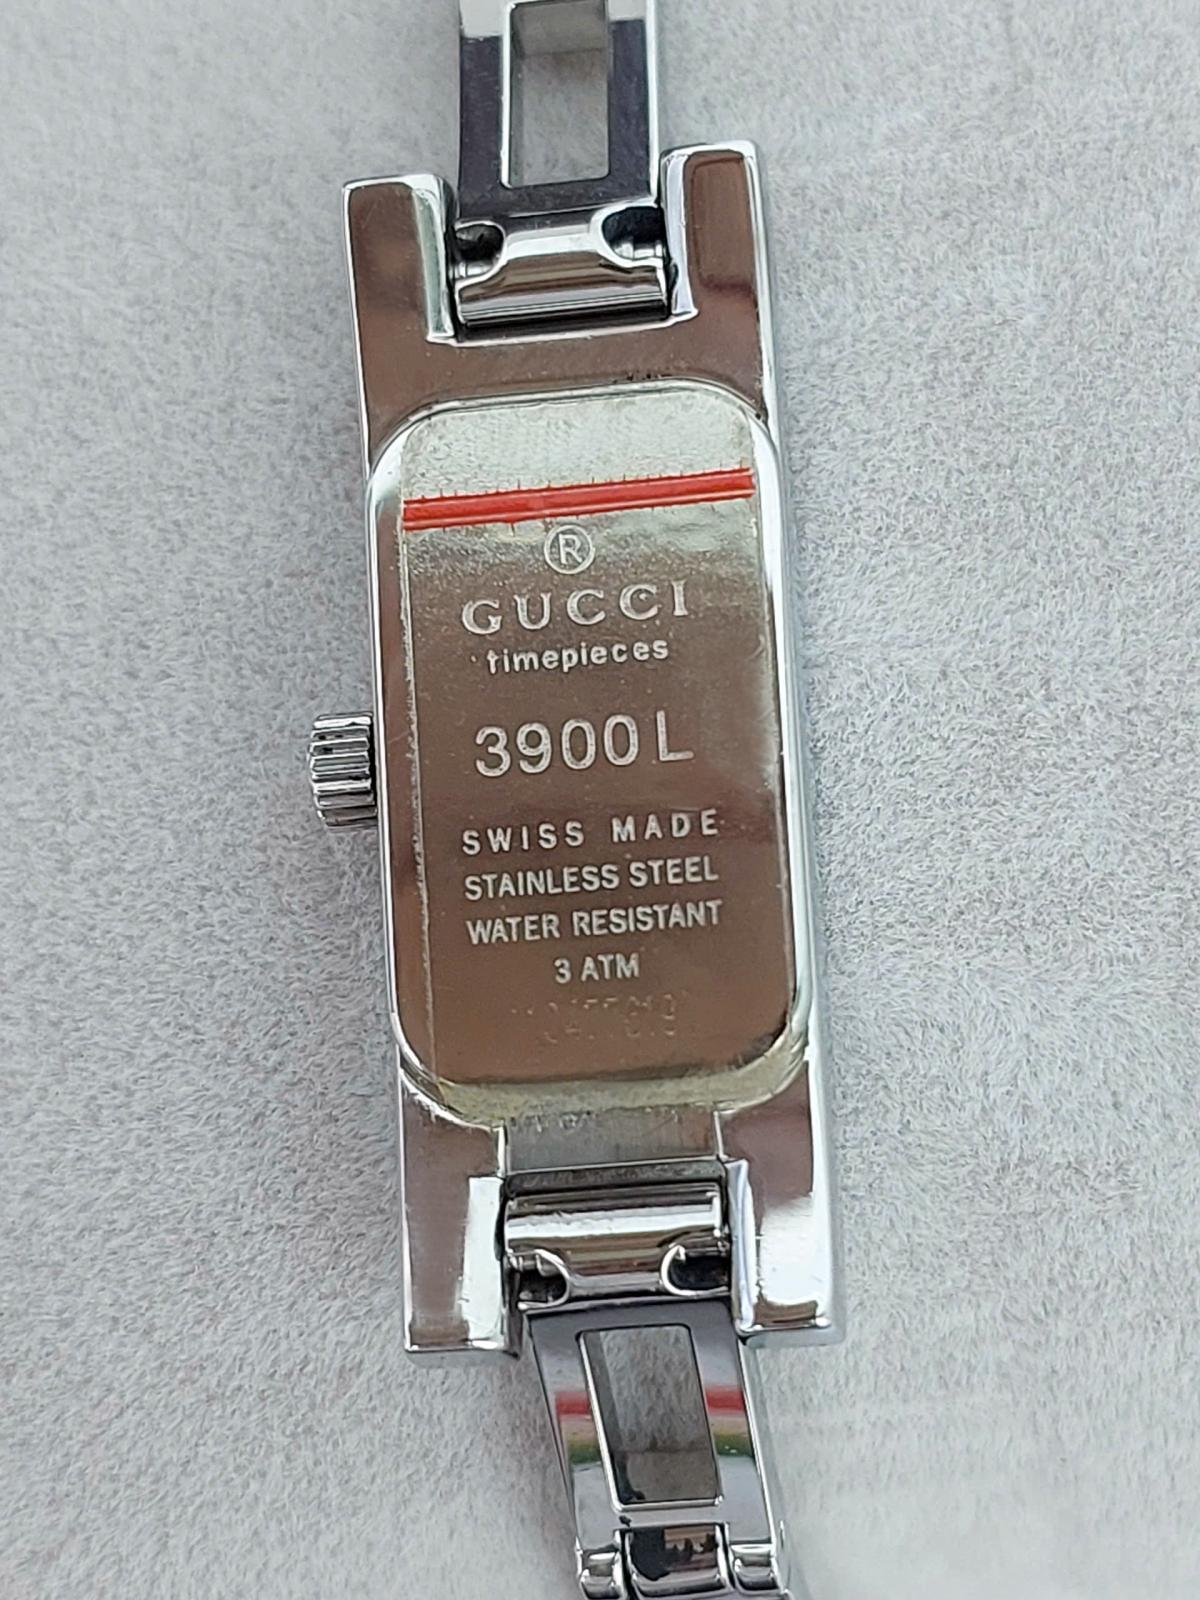 ®
GUCCI
timepieces
3900L
SWISS MADE
STAINLESS STEEL
WATER RESISTANT
3 ATM